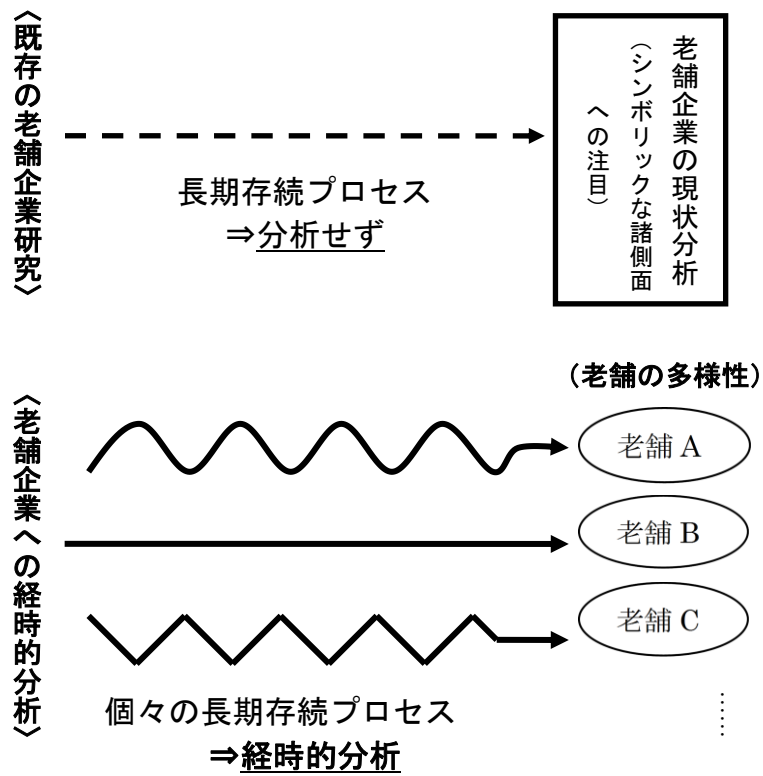 〈既存の老舗企業研究〉
長期存続プロセス
⇒分析せず
老舗企業の現状分析
（シンボリックな諸側面
への注目）
〈老舗企業への経時的分析〉
（老舗の多様性）
老舗 A
老舗 B
老舗 C
……
個々の長期存続プロセス
⇒経時的分析